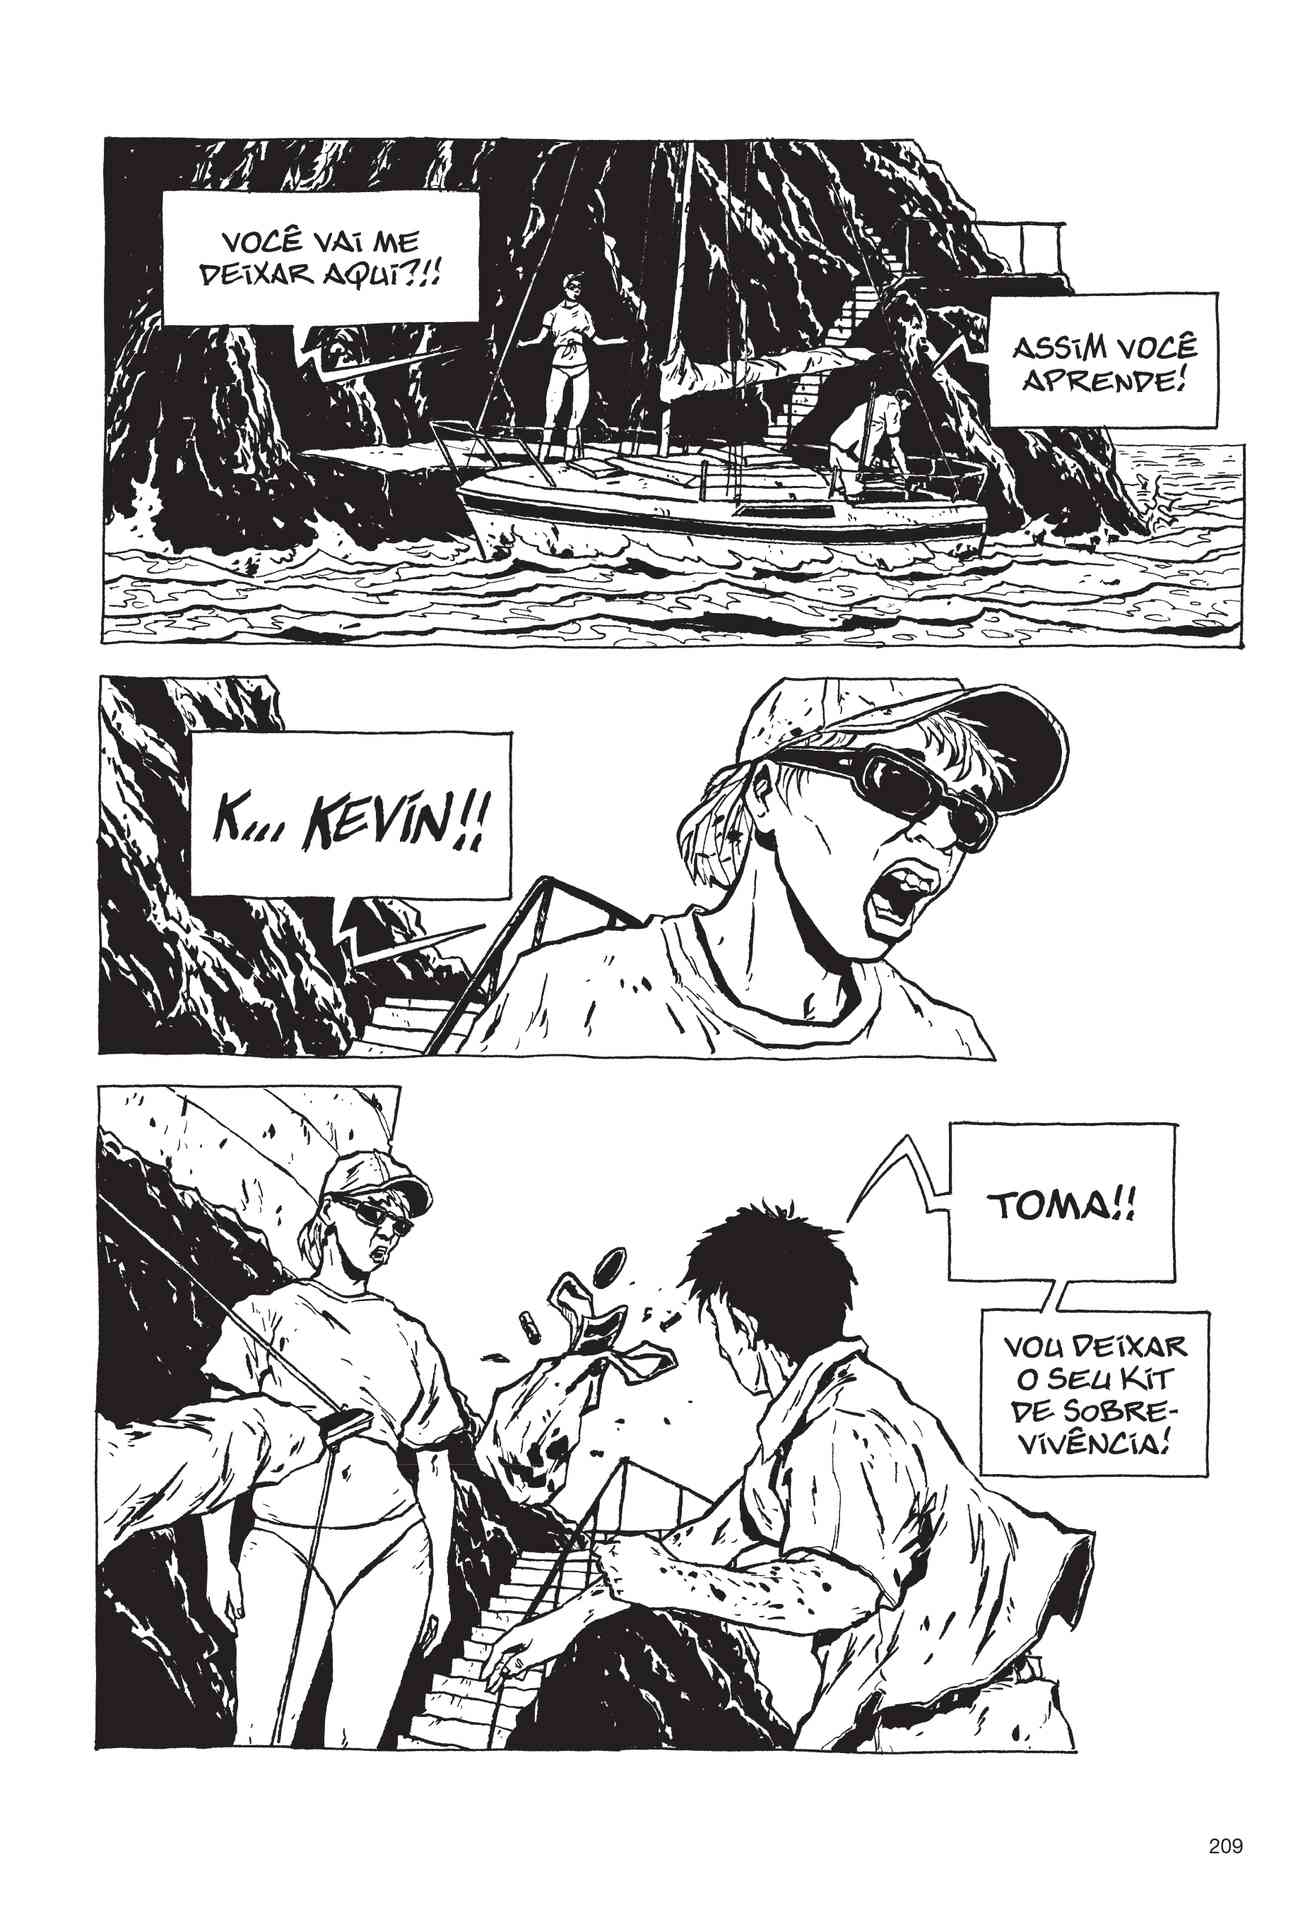 VOCÊ VAI ME
DEIXAR AQUI?!!
ASSIM VOCÊ
APRENDE!
K... KEVIN!!
TOMA!!
VOU DEIXAR
O SEU KIT
DE SOBRE-
VIVÊNCIA!
209